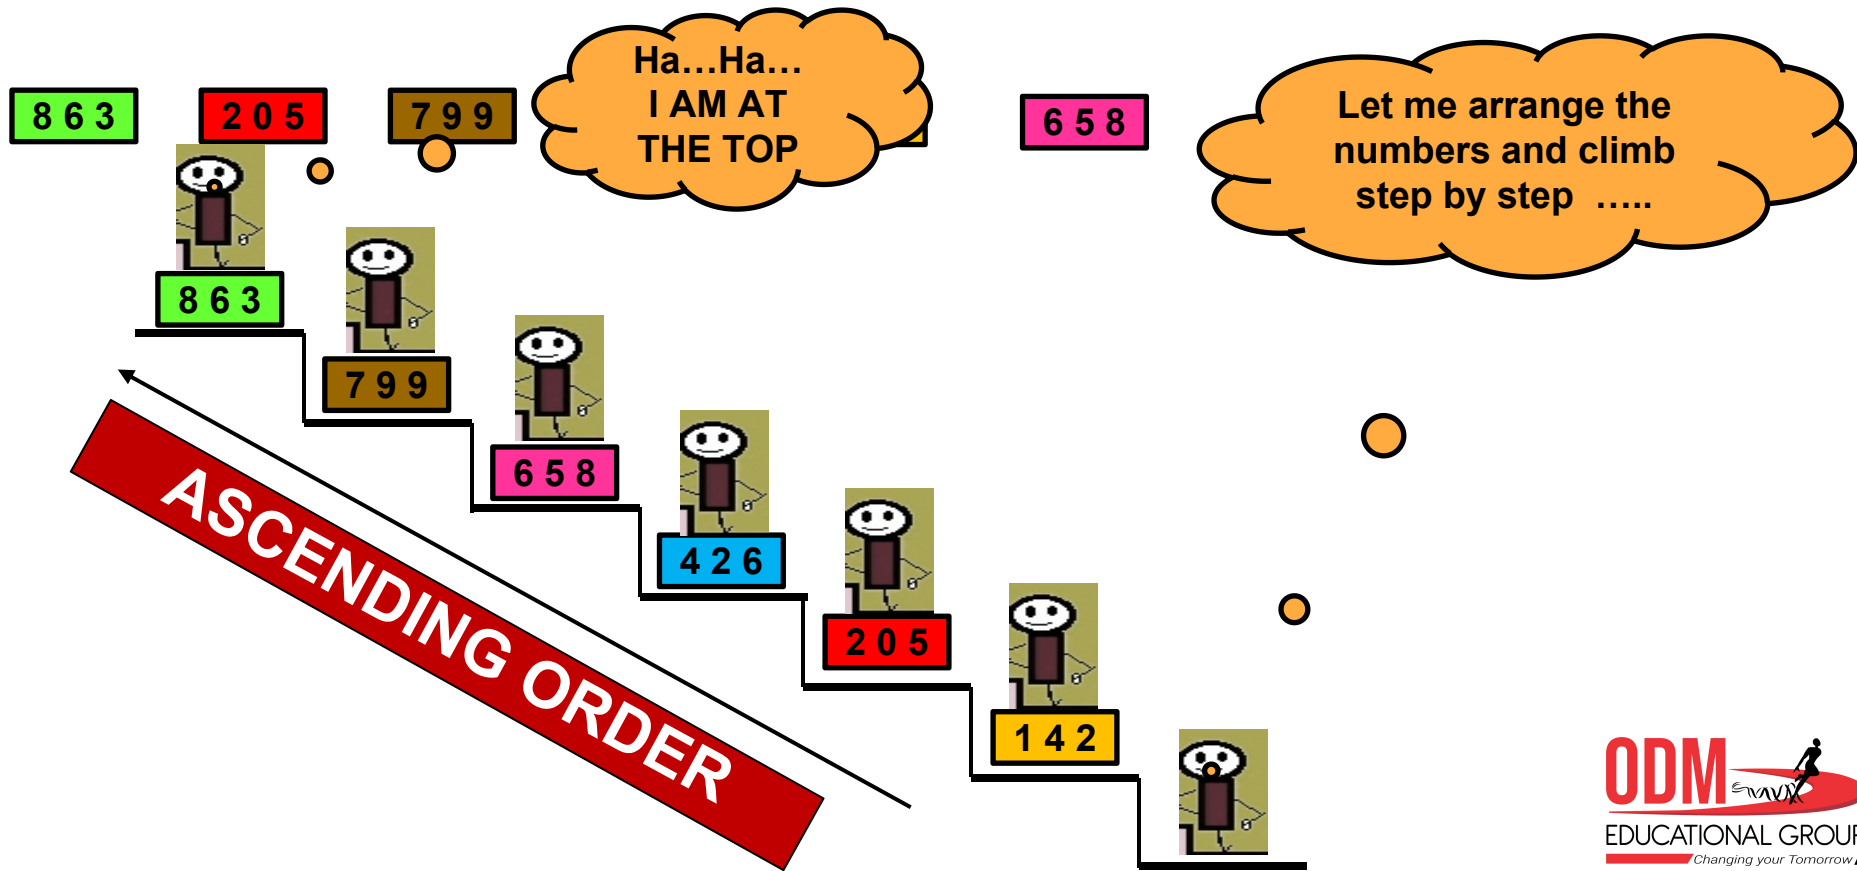 Ha...Ha...
I AM AT
THE TOP
Let me arrange the
numbers and climb
step by step .....
8 6 3
2 0 5
7 9 9
6 5 8
8 6 3
7 9 9
6 5 8
4 2 6
2 0 5
1 4 2
ASCENDING ORDER
ODM
EDUCATIONAL GROUP
Changing your Tomorrow